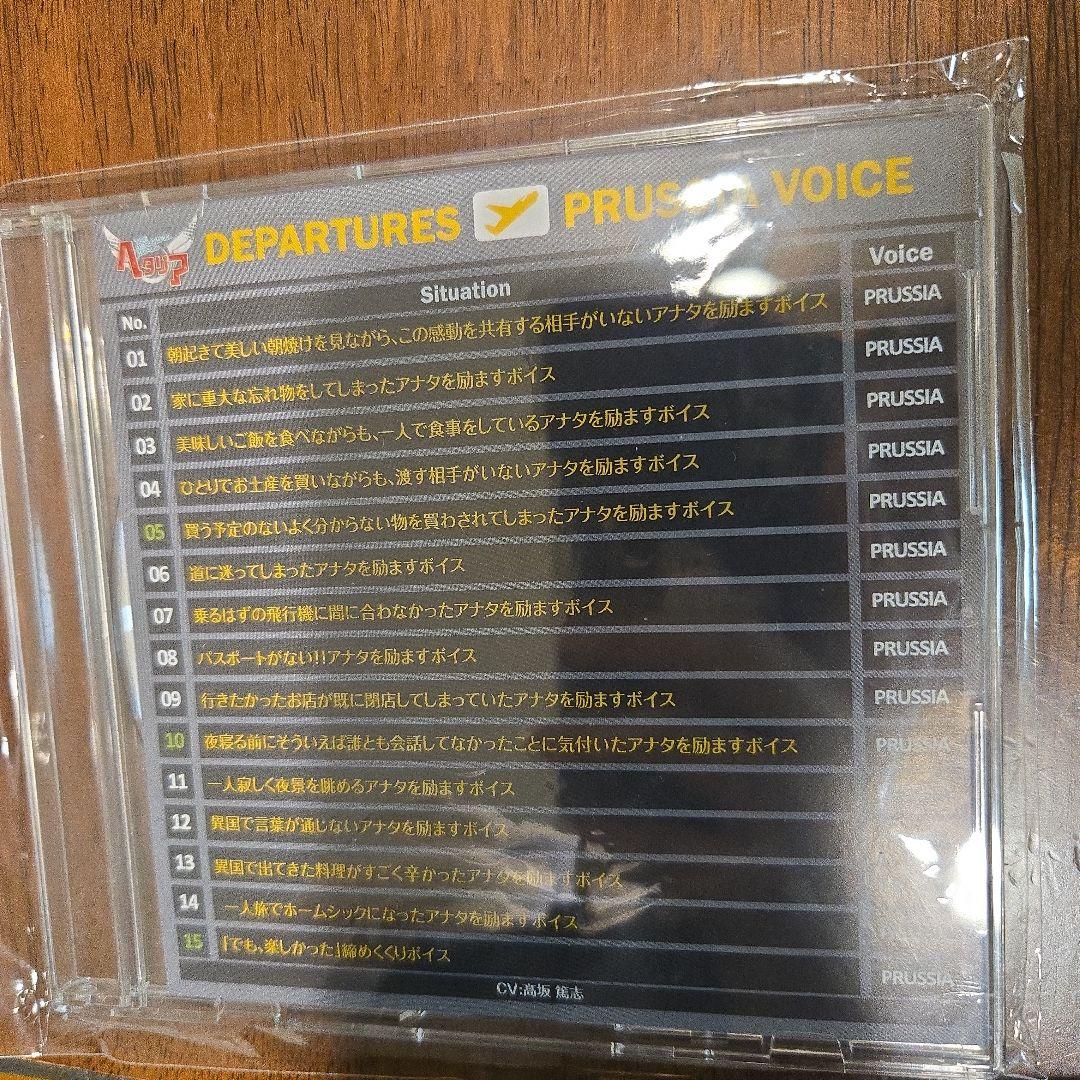 ヘタリア
DEPARTURES PRUSSIA VOICE
No. Situation Voice
01 朝起きて美しい朝焼けを見ながら、この感動を共有する相手がいないアナタを励ますボイス PRUSSIA
02 家に重大な忘れ物をしてしまったアナタを励ますボイス PRUSSIA
03 美味しいご飯を食べながらも、一人で食事をしているアナタを励ますボイス PRUSSIA
04 ひとりでお土産を買いながらも、渡す相手がいないアナタを励ますボイス PRUSSIA
05 買う予定のないよく分からない物を買わされてしまったアナタを励ますボイス PRUSSIA
06 道に迷ってしまったアナタを励ますボイス PRUSSIA
07 乗るはずの飛行機に間に合わなかったアナタを励ますボイス PRUSSIA
08 パスポートがない!!アナタを励ますボイス PRUSSIA
09 行きたかったお店が既に閉店してしまっていたアナタを励ますボイス PRUSSIA
10 夜寝る前にそういえば誰とも会話してなかったことに気付いたアナタを励ますボイス PRUSSIA
11 一人寂しく夜景を眺めるアナタを励ますボイス
12 異国で言葉が通じないアナタを励ますボイス
13 異国で出てきた料理がすごく辛かったアナタを励ますボイス
14 一人旅でホームシックになったアナタを励ますボイス
15 「でも、楽しかった」締めくくりボイス PRUSSIA
CV:高坂 篤志